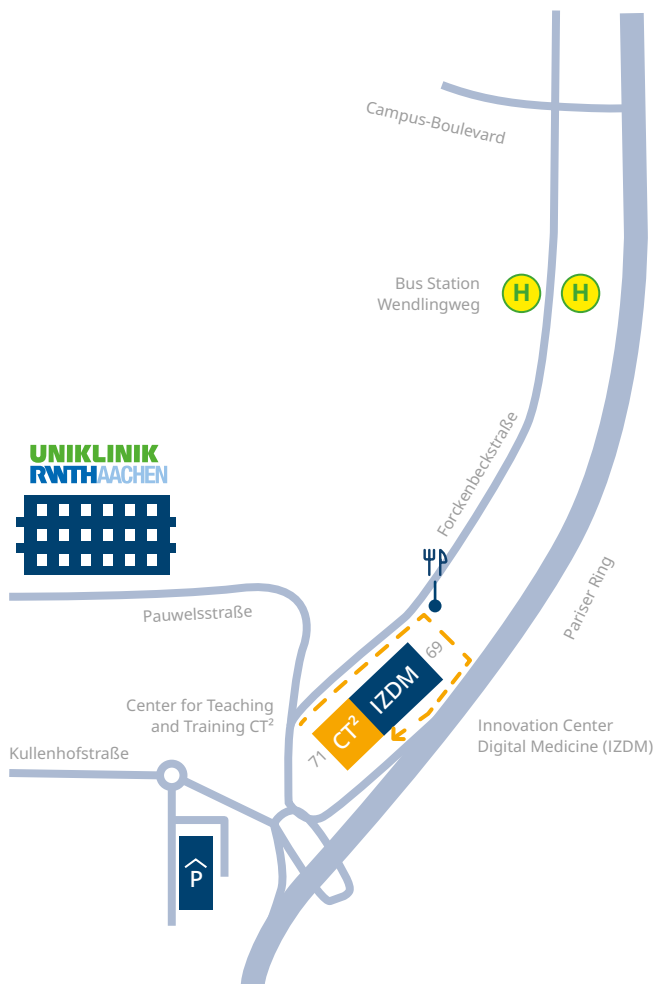 Campus-Boulevard
Bus Station
Wendlingweg
H
H
UNIKLINIK
RWTHAACHEN
Forckenbeckstraße
Pariser Ring
Pauwelsstraße
69
IZDM
CT²
71
Center for Teaching
and Training CT²
Innovation Center
Digital Medicine (IZDM)
Kullenhofstraße
P